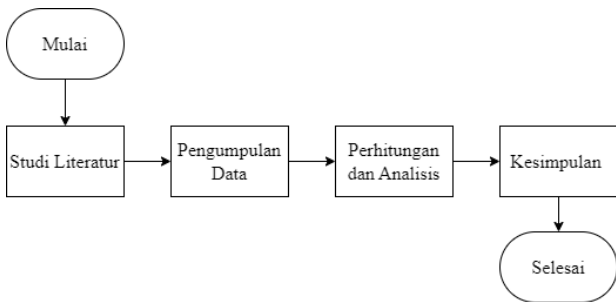 Mulai
Studi Literatur
Pengumpulan
Data
Perhitungan
dan Analisis
Kesimpulan
Selesai